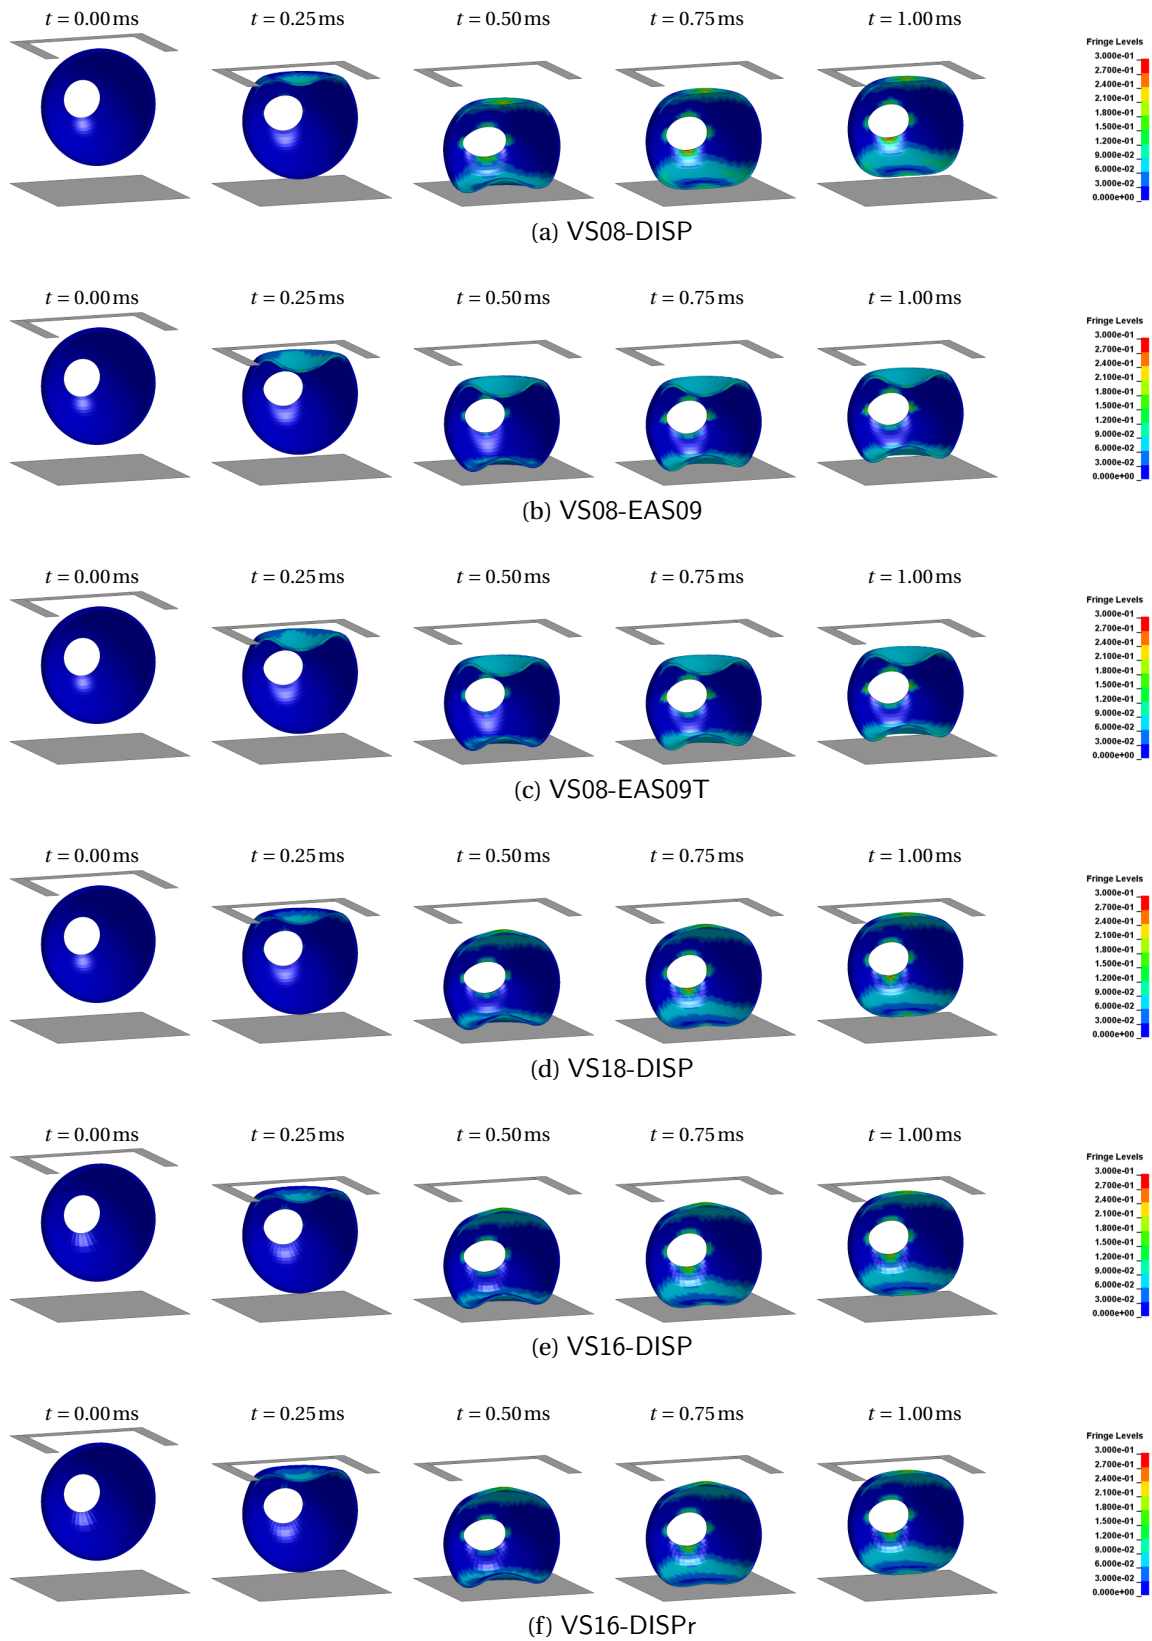 t = 0.00 ms t = 0.25 ms t = 0.50 ms t = 0.75 ms t = 1.00 ms
Fringe Levels
3.000e-01
2.700e-01
2.400e-01
2.100e-01
1.800e-01
1.500e-01
1.200e-01
9.000e-02
6.000e-02
3.000e-02
0.000e+00
(a) VS08-DISP
t = 0.00 ms t = 0.25 ms t = 0.50 ms t = 0.75 ms t = 1.00 ms
Fringe Levels
3.000e-01
2.700e-01
2.400e-01
2.100e-01
1.800e-01
1.500e-01
1.200e-01
9.000e-02
6.000e-02
3.000e-02
0.000e+00
(b) VS08-EAS09
t = 0.00 ms t = 0.25 ms t = 0.50 ms t = 0.75 ms t = 1.00 ms
Fringe Levels
3.000e-01
2.700e-01
2.400e-01
2.100e-01
1.800e-01
1.500e-01
1.200e-01
9.000e-02
6.000e-02
3.000e-02
0.000e+00
(c) VS08-EAS09T
t = 0.00 ms t = 0.25 ms t = 0.50 ms t = 0.75 ms t = 1.00 ms
Fringe Levels
3.000e-01
2.700e-01
2.400e-01
2.100e-01
1.800e-01
1.500e-01
1.200e-01
9.000e-02
6.000e-02
3.000e-02
0.000e+00
(d) VS18-DISP
t = 0.00 ms t = 0.25 ms t = 0.50 ms t = 0.75 ms t = 1.00 ms
Fringe Levels
3.000e-01
2.700e-01
2.400e-01
2.100e-01
1.800e-01
1.500e-01
1.200e-01
9.000e-02
6.000e-02
3.000e-02
0.000e+00
(e) VS16-DISP
t = 0.00 ms t = 0.25 ms t = 0.50 ms t = 0.75 ms t = 1.00 ms
Fringe Levels
3.000e-01
2.700e-01
2.400e-01
2.100e-01
1.800e-01
1.500e-01
1.200e-01
9.000e-02
6.000e-02
3.000e-02
0.000e+00
(f) VS16-DISPr